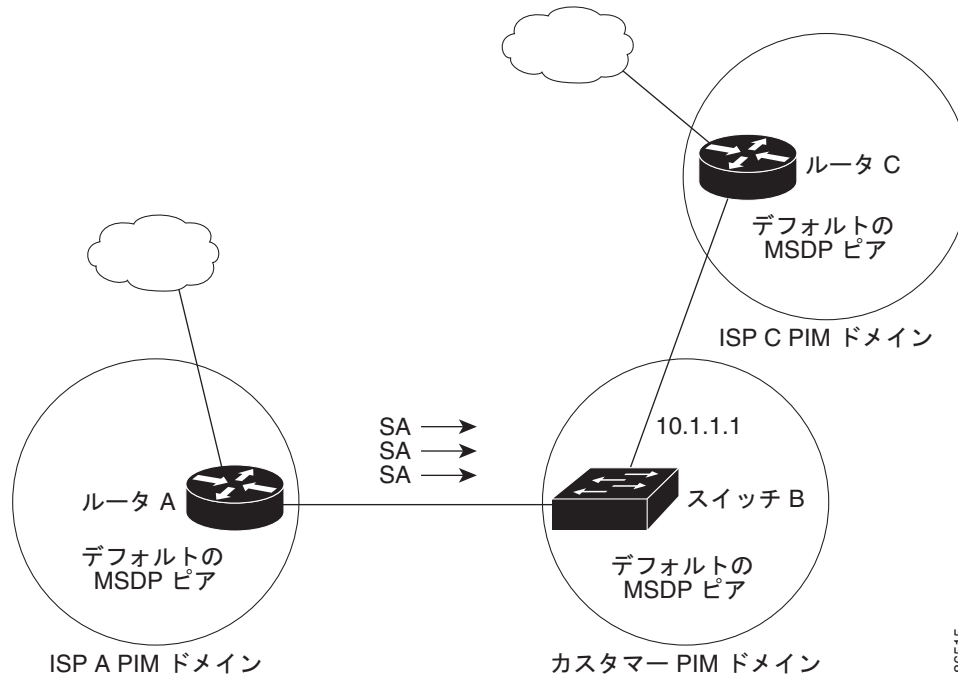 ルータ C
デフォルトの
MSDP ピア
ISP C PIM ドメイン
SA
SA
SA
10.1.1.1
ルータ A
スイッチ B
デフォルトの
MSDP ピア
デフォルトの
MSDP ピア
ISP A PIM ドメイン
カスタマー PIM ドメイン